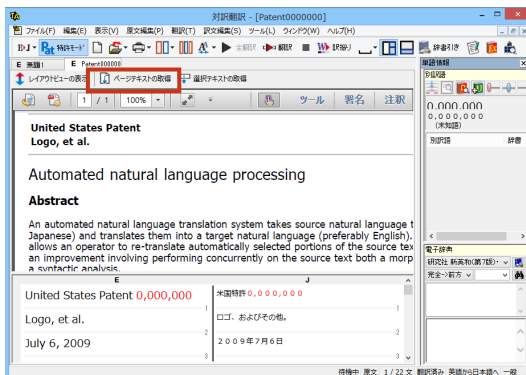 対訳翻訳 - [Patent0000000]
ファイル(F) 編集(E) 表示(V) 原文編集(P) 翻訳(T) 訳文編集(S) ツール(L) ウィンドウ(W) ヘルプ(H)
E▸J Pat 特許モード 全翻訳 翻訳 訳振り 辞書引き
E 無題1 E Patent0000000
レイアウトビューの表示 ページテキストの取得 選択テキストの取得
1 / 1 100% ツール 署名 注釈
United States Patent
Logo, et al.
Automated natural language processing
Abstract
An automated natural language translation system takes source natural language t
Japanese) and translates them into a target natural language (preferably English).
allows an operator to re-translate automatically selected portions of the source tex
an improvement involving performing concurrently on the source text both a morp
a syntactic analysis.
E J
United States Patent 0,000,000 米国特許0,000,000
1 1
Logo, et al. ロゴ、およびその他。
2 2
July 6, 2009 2009年7月6日
3 3
単語情報
別訳語
0.000.000
0,000,000
(未知語)
別訳語 辞書
電子辞典
研究社 新英和(第7版)・
完全->前方
待機中 原文 1/22 文 翻訳済み 英語から日本語へ 一般